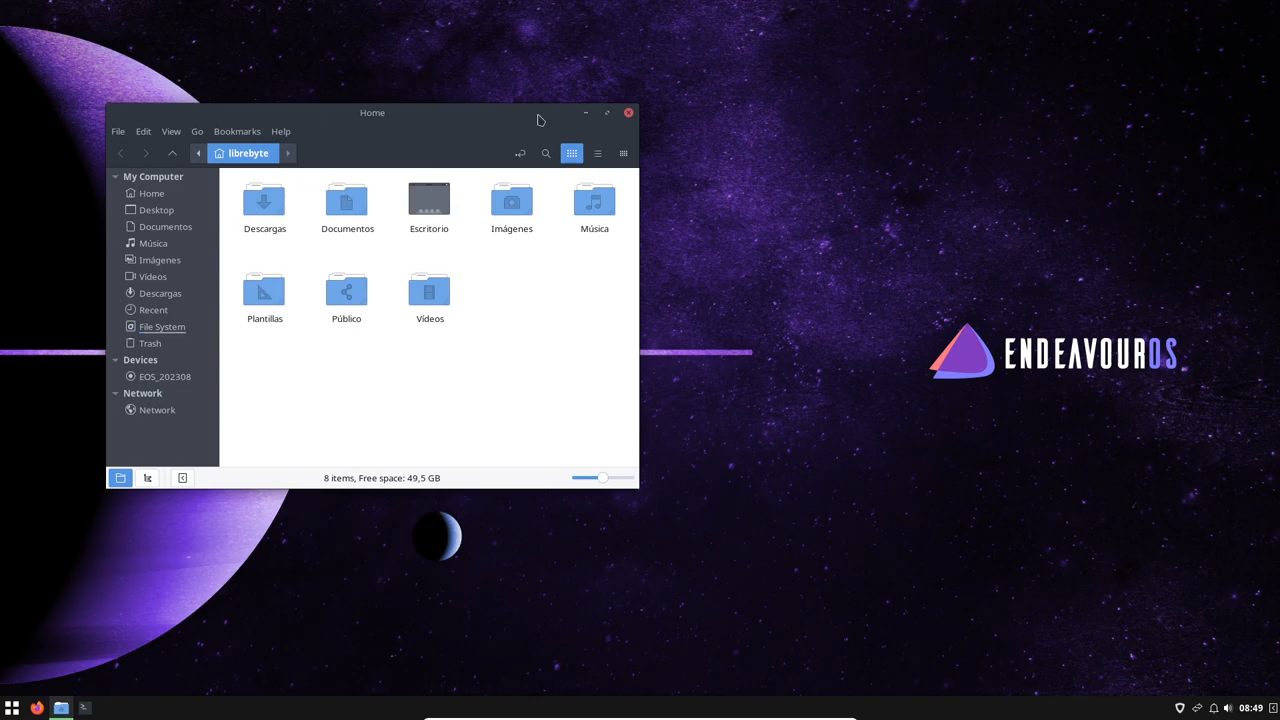 Home
File Edit View Go Bookmarks Help
librebyte
My Computer
Home
Desktop
Documentos
Música
Imágenes
Vídeos
Descargas
Recent
File System
Trash
Devices
EOS_202308
Network
Network
Descargas Documentos Escritorio Imágenes Música
Plantillas Público Vídeos
8 items, Free space: 49,5 GB
ENDEAVOUROS
08:49